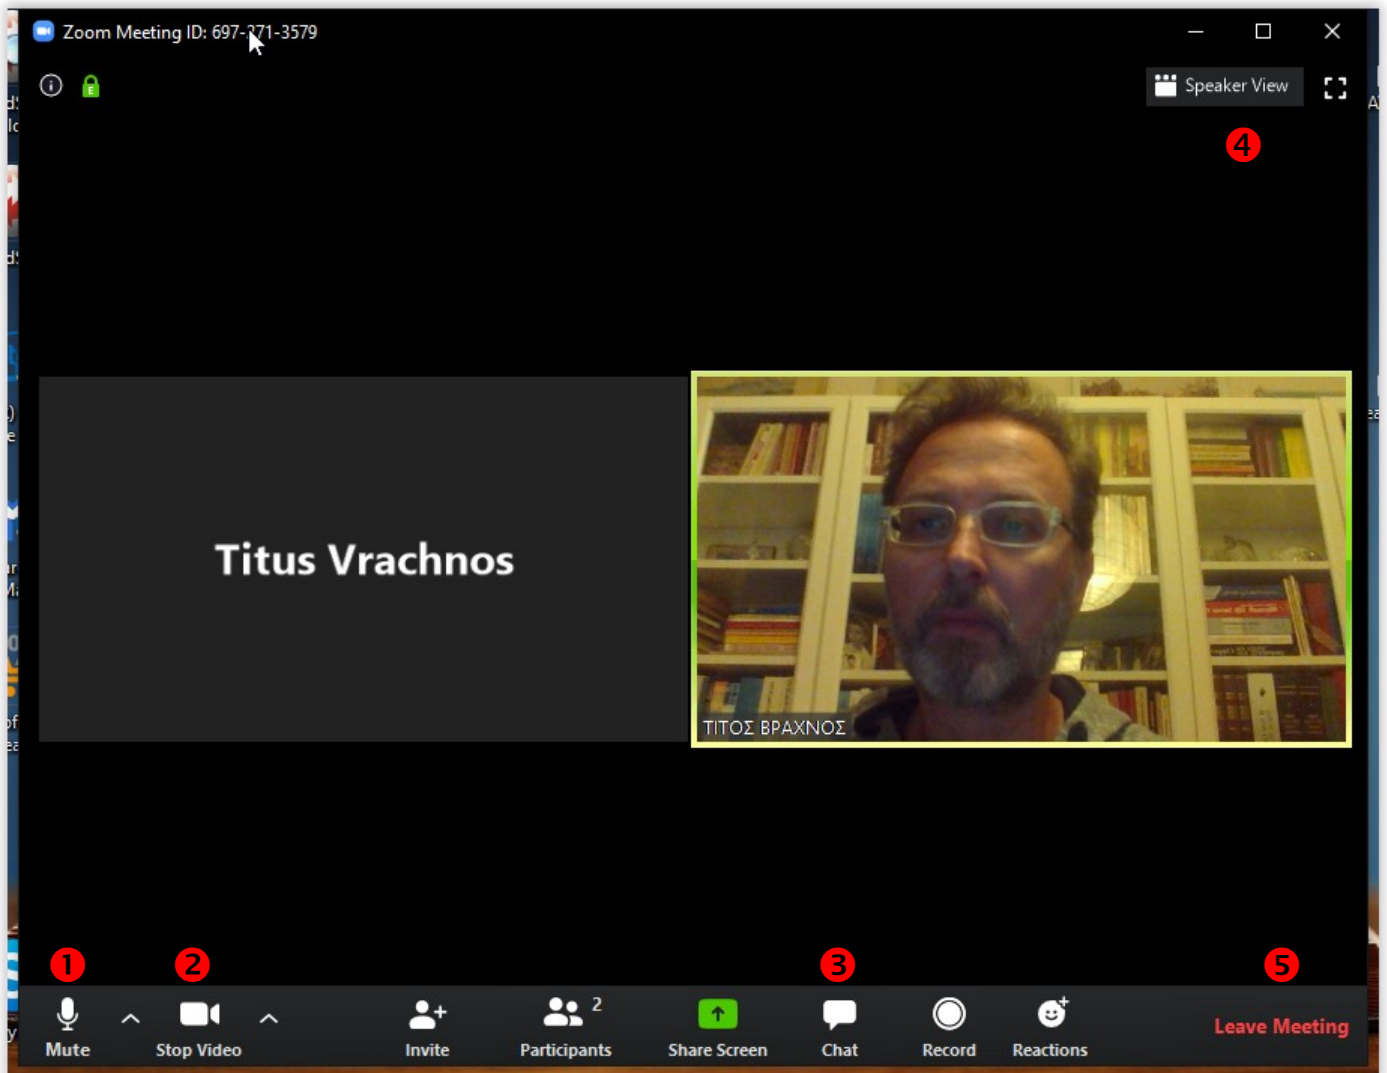 Zoom Meeting ID: 697-271-3579
E
Speaker View
4
Titus Vrachnos
ΤΙΤΟΣ ΒΡΑΧΝΟΣ
1
2
3
5
2
Mute
Stop Video
Invite
Participants
Share Screen
Chat
Record
Reactions
Leave Meeting